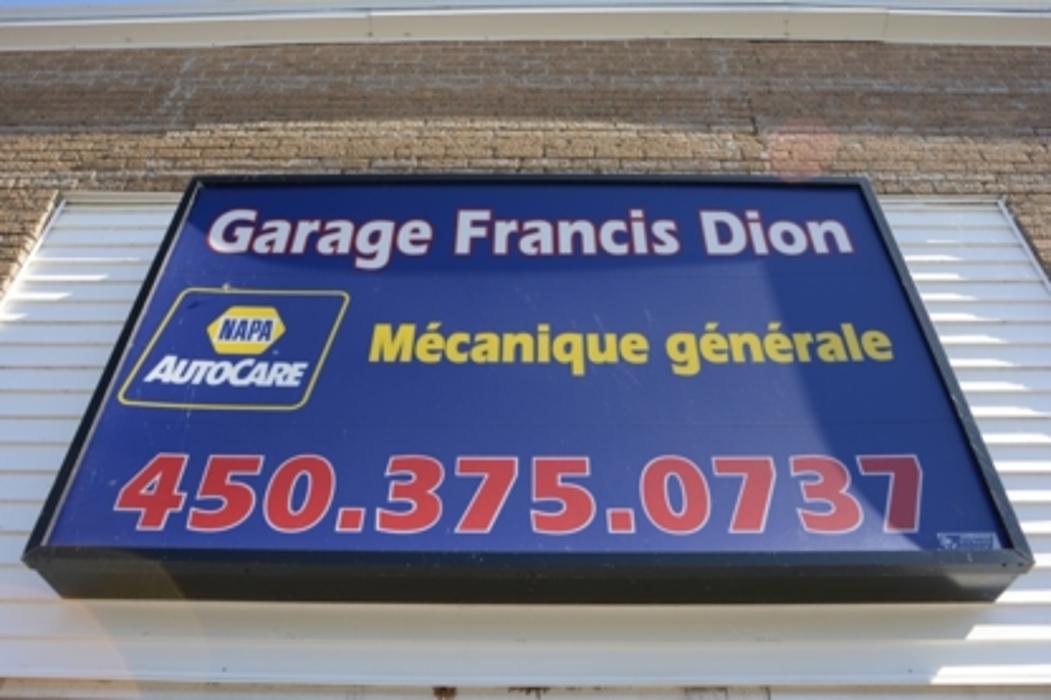 Garage Francis Dion
NAPA
AUTOCARE
Mécanique générale
450.375.0737